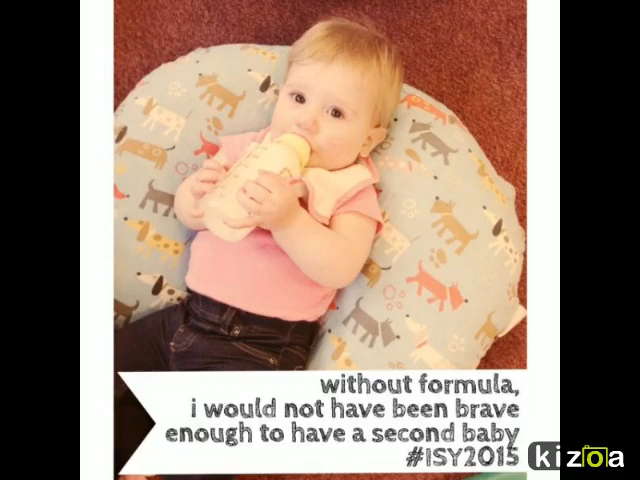 without formula,
i would not have been brave
enough to have a second baby
#ISY2015
kizoa